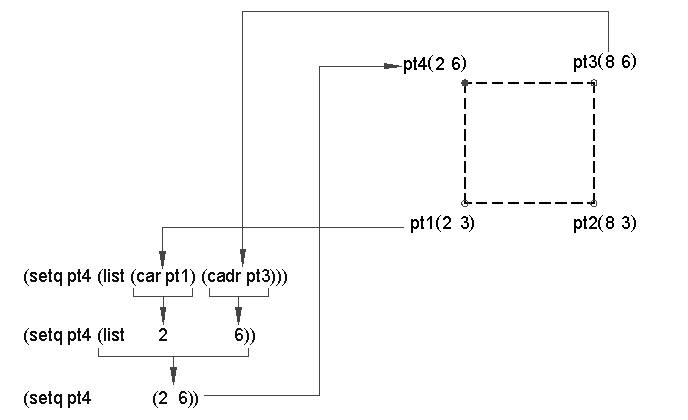 pt4(2 6)
pt3(8 6)
pt1(2 3)
pt2(8 3)
(setq pt4 (list (car pt1) (cadr pt3)))
(setq pt4 (list 2 6))
(setq pt4 (2 6))